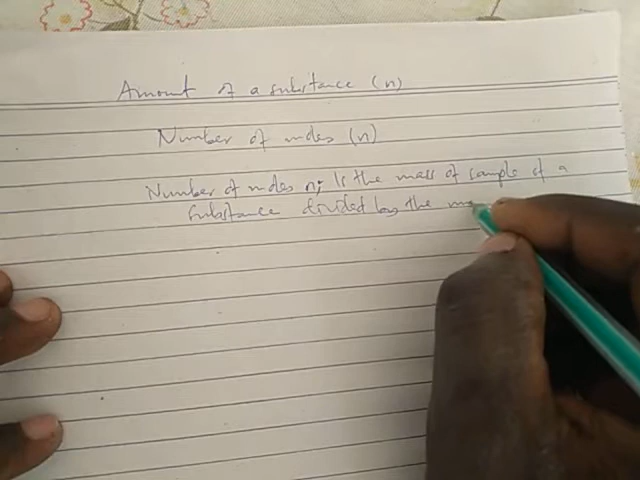 Amount of a substance (n)
Number of moles (n)
Number of moles n; Is the mass of sample of a
substance divided by the m